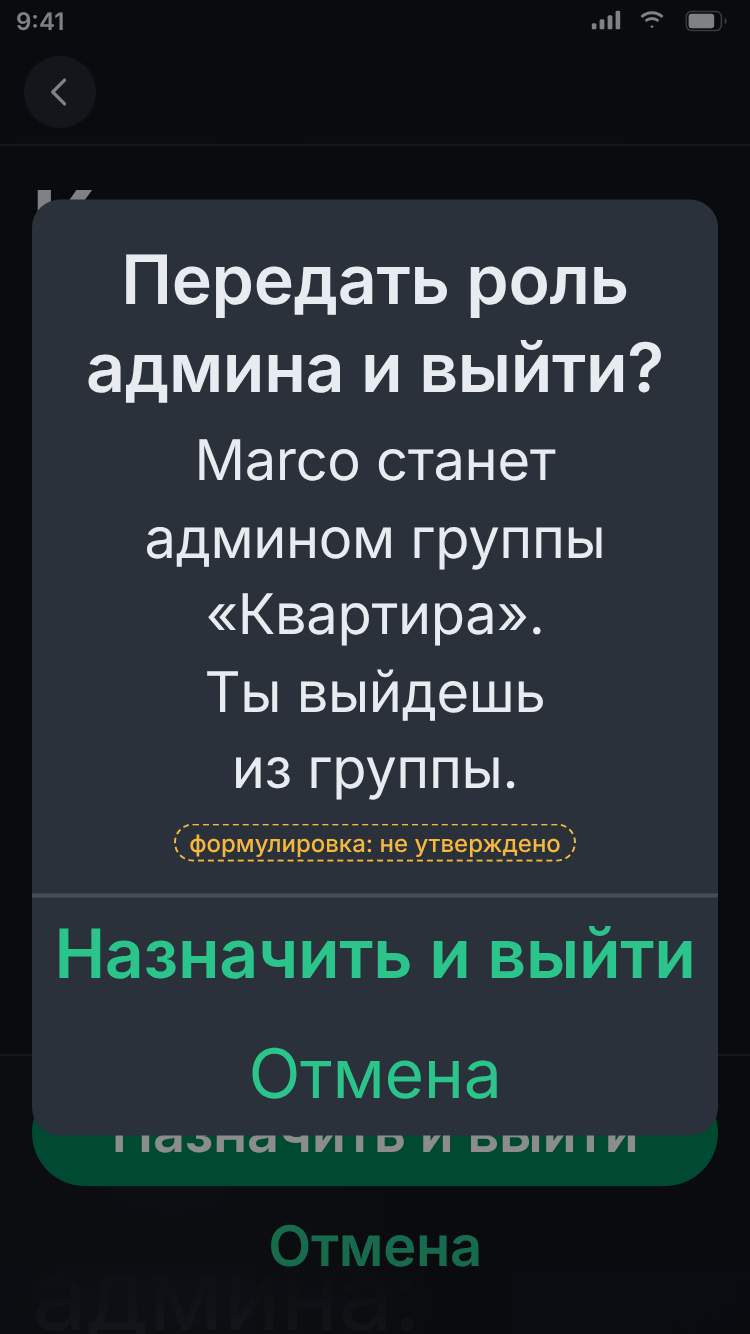 9:41
Передать роль
админа и выйти?
Marco станет
админом группы
«Квартира».
Ты выйдешь
из группы.
формулировка: не утверждено
Назначить и выйти
Отмена
Назначить и выйти
Отмена
админа: